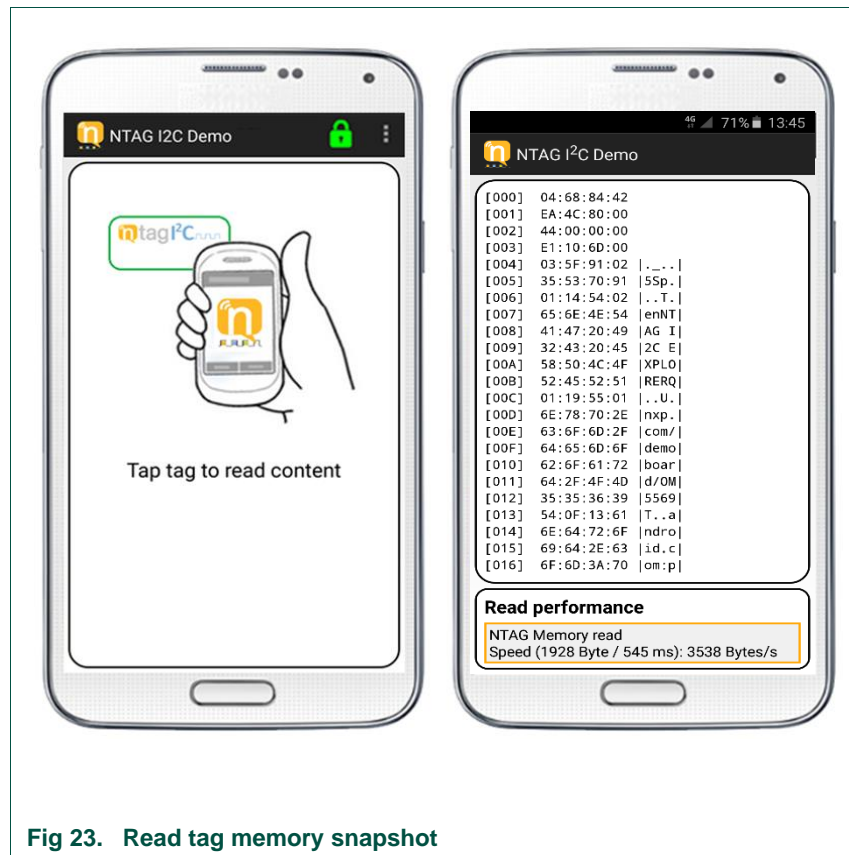 NTAG I2C Demo
ntagI²C
Tap tag to read content
4G 71% 13:45
NTAG I²C Demo
[000] 04:68:84:42
[001] EA:4C:80:00
[002] 44:00:00:00
[003] E1:10:6D:00
[004] 03:5F:91:02 |._..|
[005] 35:53:70:91 |5Sp.|
[006] 01:14:54:02 |..T.|
[007] 65:6E:4E:54 |enNT|
[008] 41:47:20:49 |AG I|
[009] 32:43:20:45 |2C E|
[00A] 58:50:4C:4F |XPLO|
[00B] 52:45:52:51 |RERQ|
[00C] 01:19:55:01 |..U.|
[00D] 6E:78:70:2E |nxp.|
[00E] 63:6F:6D:2F |com/|
[00F] 64:65:6D:6F |demo|
[010] 62:6F:61:72 |boar|
[011] 64:2F:4F:4D |d/OM|
[012] 35:35:36:39 |5569|
[013] 54:0F:13:61 |T..a|
[014] 6E:64:72:6F |ndro|
[015] 69:64:2E:63 |id.c|
[016] 6F:6D:3A:70 |om:p|
Read performance
NTAG Memory read
Speed (1928 Byte / 545 ms): 3538 Bytes/s
Fig 23. Read tag memory snapshot